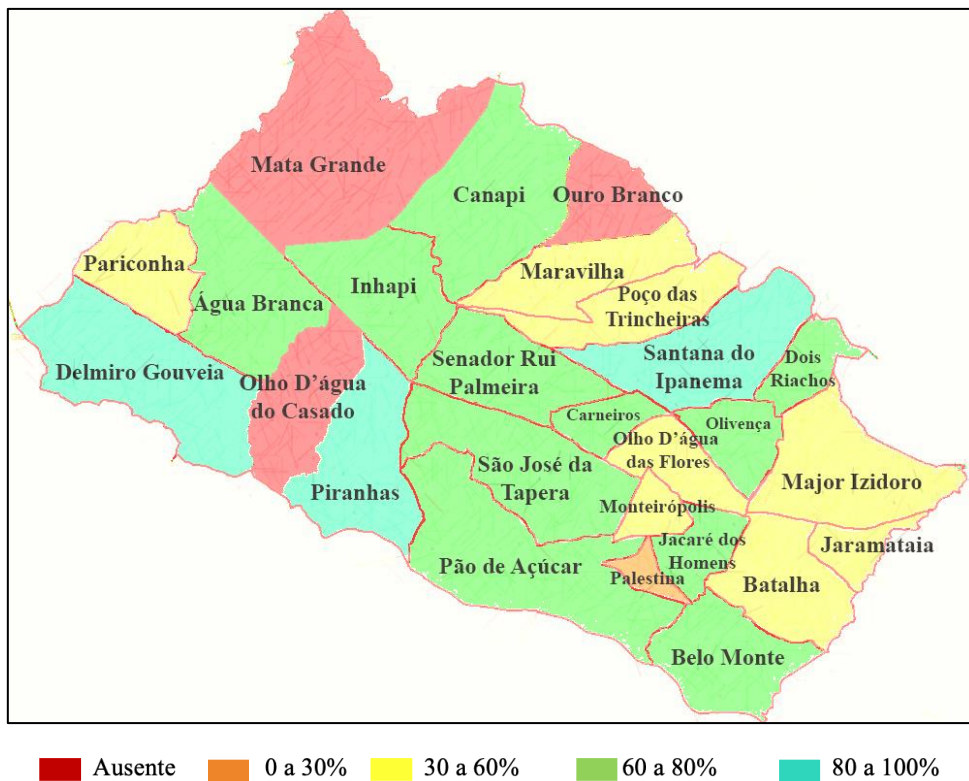 Mata Grande
Canapi
Ouro Branco
Pariconha
Maravilha
Inhapi
Água Branca
Poço das
Trincheiras
Senador Rui
Palmeira
Santana do
Ipanema
Dois
Riachos
Delmiro Gouveia
Olho D'água
do Casado
Carneiros
Olivença
Olho D'água
das Flores
São José da
Tapera
Major Izidoro
Piranhas
Monteirópolis
Jacaré dos
Homens
Jaramataia
Pão de Açúcar
Palestina
Batalha
Belo Monte
Ausente
0 a 30%
30 a 60%
60 a 80%
80 a 100%